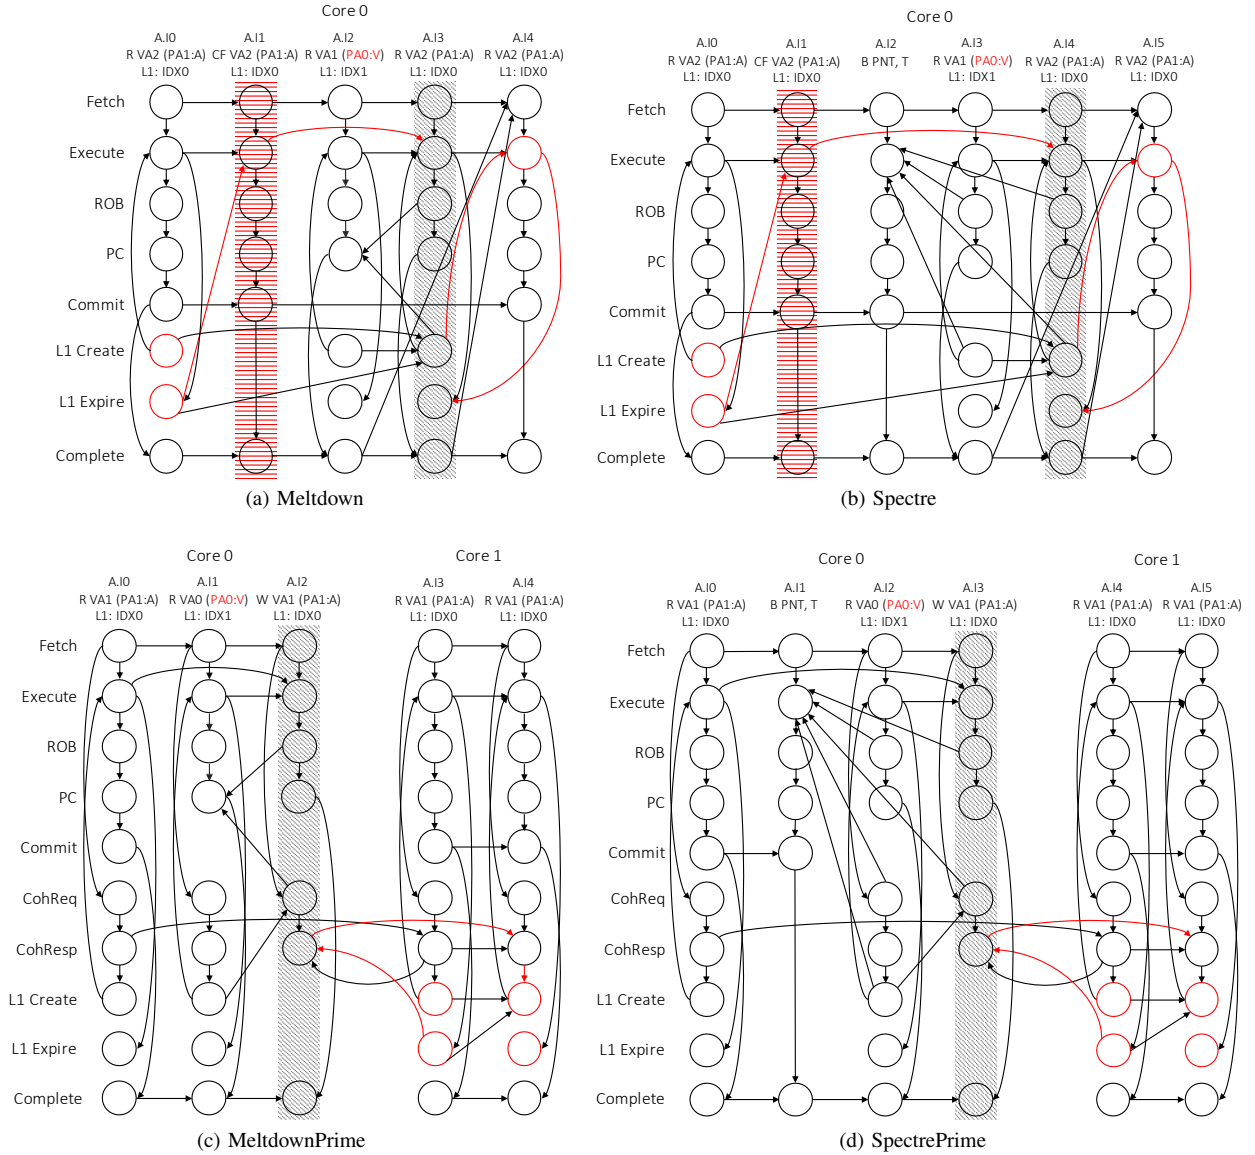 Core 0
A.I0 A.I1 A.I2 A.I3 A.I4
R VA2 (PA1:A) CF VA2 (PA1:A) R VA1 (PA0:V) R VA2 (PA1:A) R VA2 (PA1:A)
L1: IDX0 L1: IDX0 L1: IDX1 L1: IDX0 L1: IDX0
Fetch
Execute
ROB
PC
Commit
L1 Create
L1 Expire
Complete
(a) Meltdown
Core 0
A.I0 A.I1 A.I2 A.I3 A.I4 A.I5
R VA2 (PA1:A) CF VA2 (PA1:A) B PNT, T R VA1 (PA0:V) R VA2 (PA1:A) R VA2 (PA1:A)
L1: IDX0 L1: IDX0 L1: IDX1 L1: IDX0 L1: IDX0
Fetch
Execute
ROB
PC
Commit
L1 Create
L1 Expire
Complete
(b) Spectre
Core 0 Core 1
A.I0 A.I1 A.I2 A.I3 A.I4
R VA1 (PA1:A) R VA0 (PA0:V) W VA1 (PA1:A) R VA1 (PA1:A) R VA1 (PA1:A)
L1: IDX0 L1: IDX1 L1: IDX0 L1: IDX0 L1: IDX0
Fetch
Execute
ROB
PC
Commit
CohReq
CohResp
L1 Create
L1 Expire
Complete
(c) MeltdownPrime
Core 0 Core 1
A.I0 A.I1 A.I2 A.I3 A.I4 A.I5
R VA1 (PA1:A) B PNT, T R VA0 (PA0:V) W VA1 (PA1:A) R VA1 (PA1:A) R VA1 (PA1:A)
L1: IDX0 L1: IDX1 L1: IDX0 L1: IDX0 L1: IDX0
Fetch
Execute
ROB
PC
Commit
CohReq
CohResp
L1 Create
L1 Expire
Complete
(d) SpectrePrime